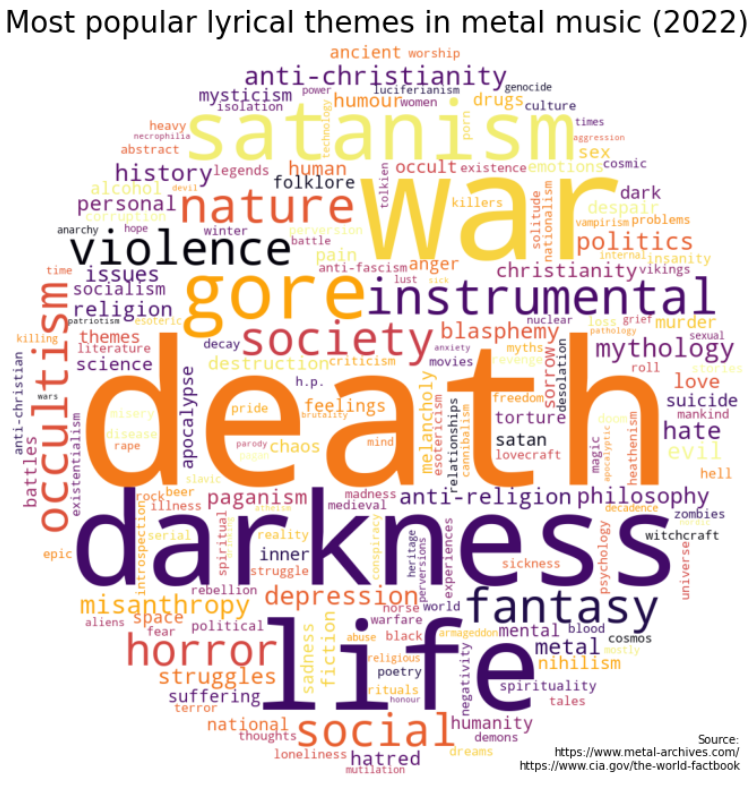 Most popular lyrical themes in metal music (2022)
ancient worship
anti-christianity luciferianism genocide
mysticism power humour women drugs culture
isolation satanism technology porn times
heavy necrophilia aggression
abstract war sex
history legends human occult existence emotions cosmic
alcohol devil folklore tolkien killers dark
personal nature solitude nationalism despair
corruption vampirism problems
anarchy hope winter perversion battle pain politics
violence internal insanity
time issues anti-fascism anger christianity vikings
socialism gore lust sick instrumental
religion esoteric nuclear loss grief murder
patriotism society blasphemy pathology sexual
killing themes decay anxiety myths mythology
literature destruction criticism movies revenge sorrow desolation roll stories
science apocalypse h.p. love
occultism wars death freedom suicide
anti-christian misery pride feelings melancholy torture mankind
disease brutality relationships doom hate
battles existentialism rape chaos parody mind esotericism cannibalism satan magic apocalyptic heathenism evil
pagan lovecraft
slavic hell
rock beer paganism madness anti-religion philosophy
illness medieval decadence zombies
darkness atheism nordic
epic introspection serial spiritual reality conspiracy heritage perversions experiences witchcraft
inner sickness psychology universe
struggle
rebellion depression
misanthropy norse world fantasy
aliens space political warfare armageddon mental blood cosmos
fear life abuse black metal mostly
horror sadness fiction religious poetry negativity nihilism
struggles rituals spirituality
suffering honour tales
terror national social humanity
thoughts demons
loneliness hatred dreams
mutilation
Source:
https://www.metal-archives.com/
https://www.cia.gov/the-world-factbook